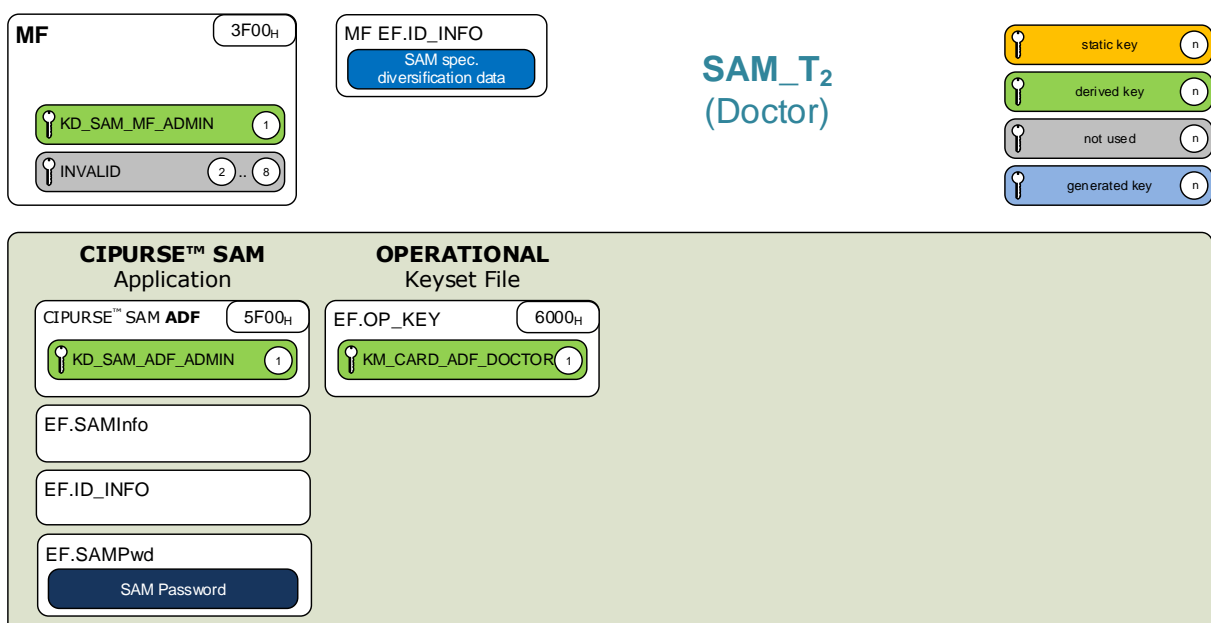 MF
3F00H
KD_SAM_MF_ADMIN 1
INVALID 2 .. 8
MF EF.ID_INFO
SAM spec.
diversification data
SAM_T2
(Doctor)
static key n
derived key n
not used n
generated key n
CIPURSE™ SAM
Application
CIPURSE™ SAM ADF 5F00H
KD_SAM_ADF_ADMIN 1
EF.SAMInfo
EF.ID_INFO
EF.SAMPwd
SAM Password
OPERATIONAL
Keyset File
EF.OP_KEY 6000H
KM_CARD_ADF_DOCTOR 1